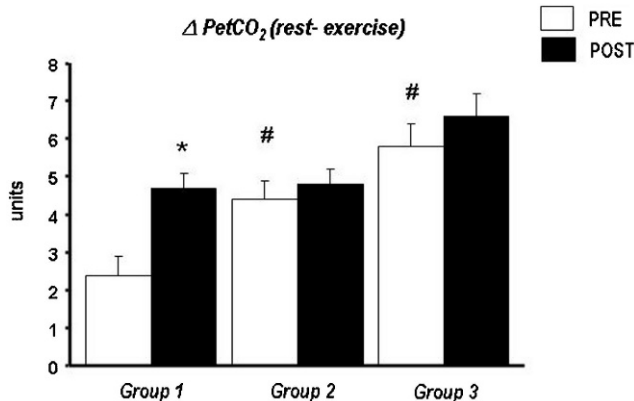 Δ PetCO₂ (rest- exercise)
PRE
POST
8
7
6
5
4
3
2
1
0
units
*
#
#
Group 1
Group 2
Group 3